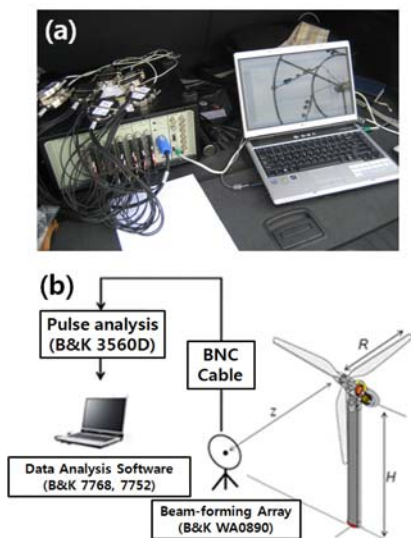 (a)
(b)
Pulse analysis
(B&K 3560D)
BNC
Cable
R
z
H
Data Analysis Software
(B&K 7768, 7752)
Beam-forming Array
(B&K WA0890)